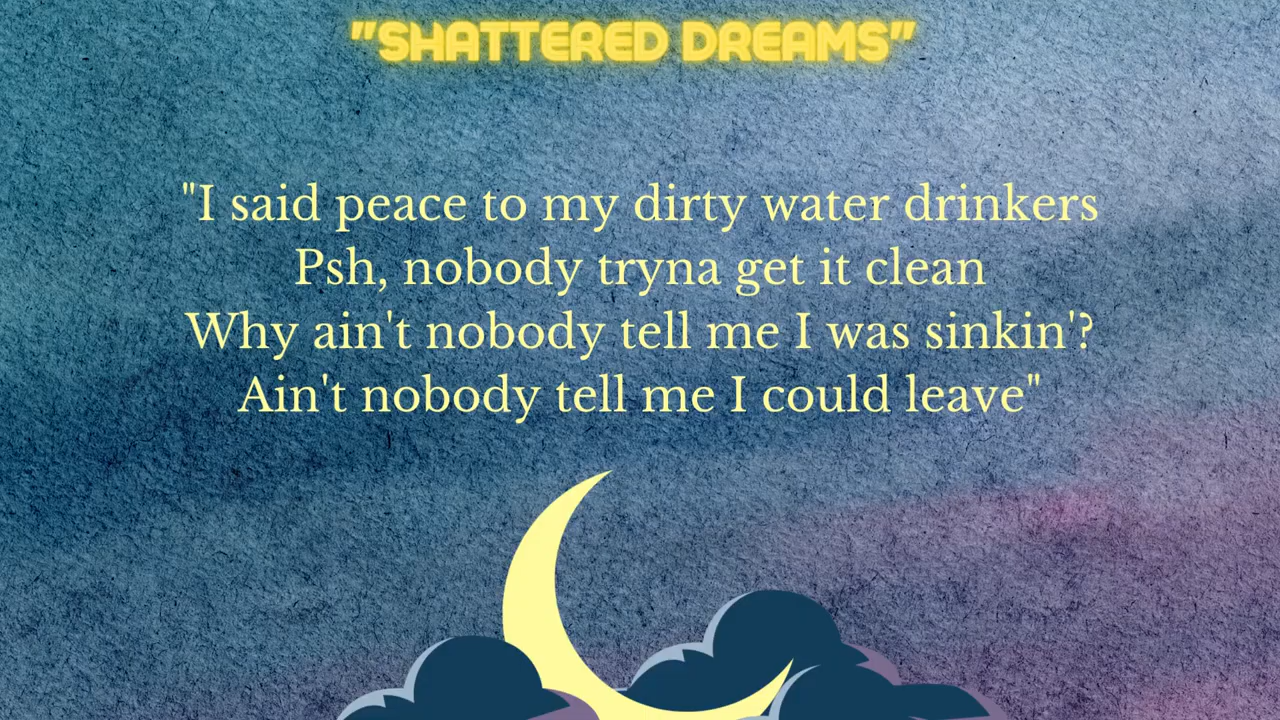 "SHATTERED DREAMS"
"I said peace to my dirty water drinkers
Psh, nobody tryna get it clean
Why ain't nobody tell me I was sinkin'?
Ain't nobody tell me I could leave"